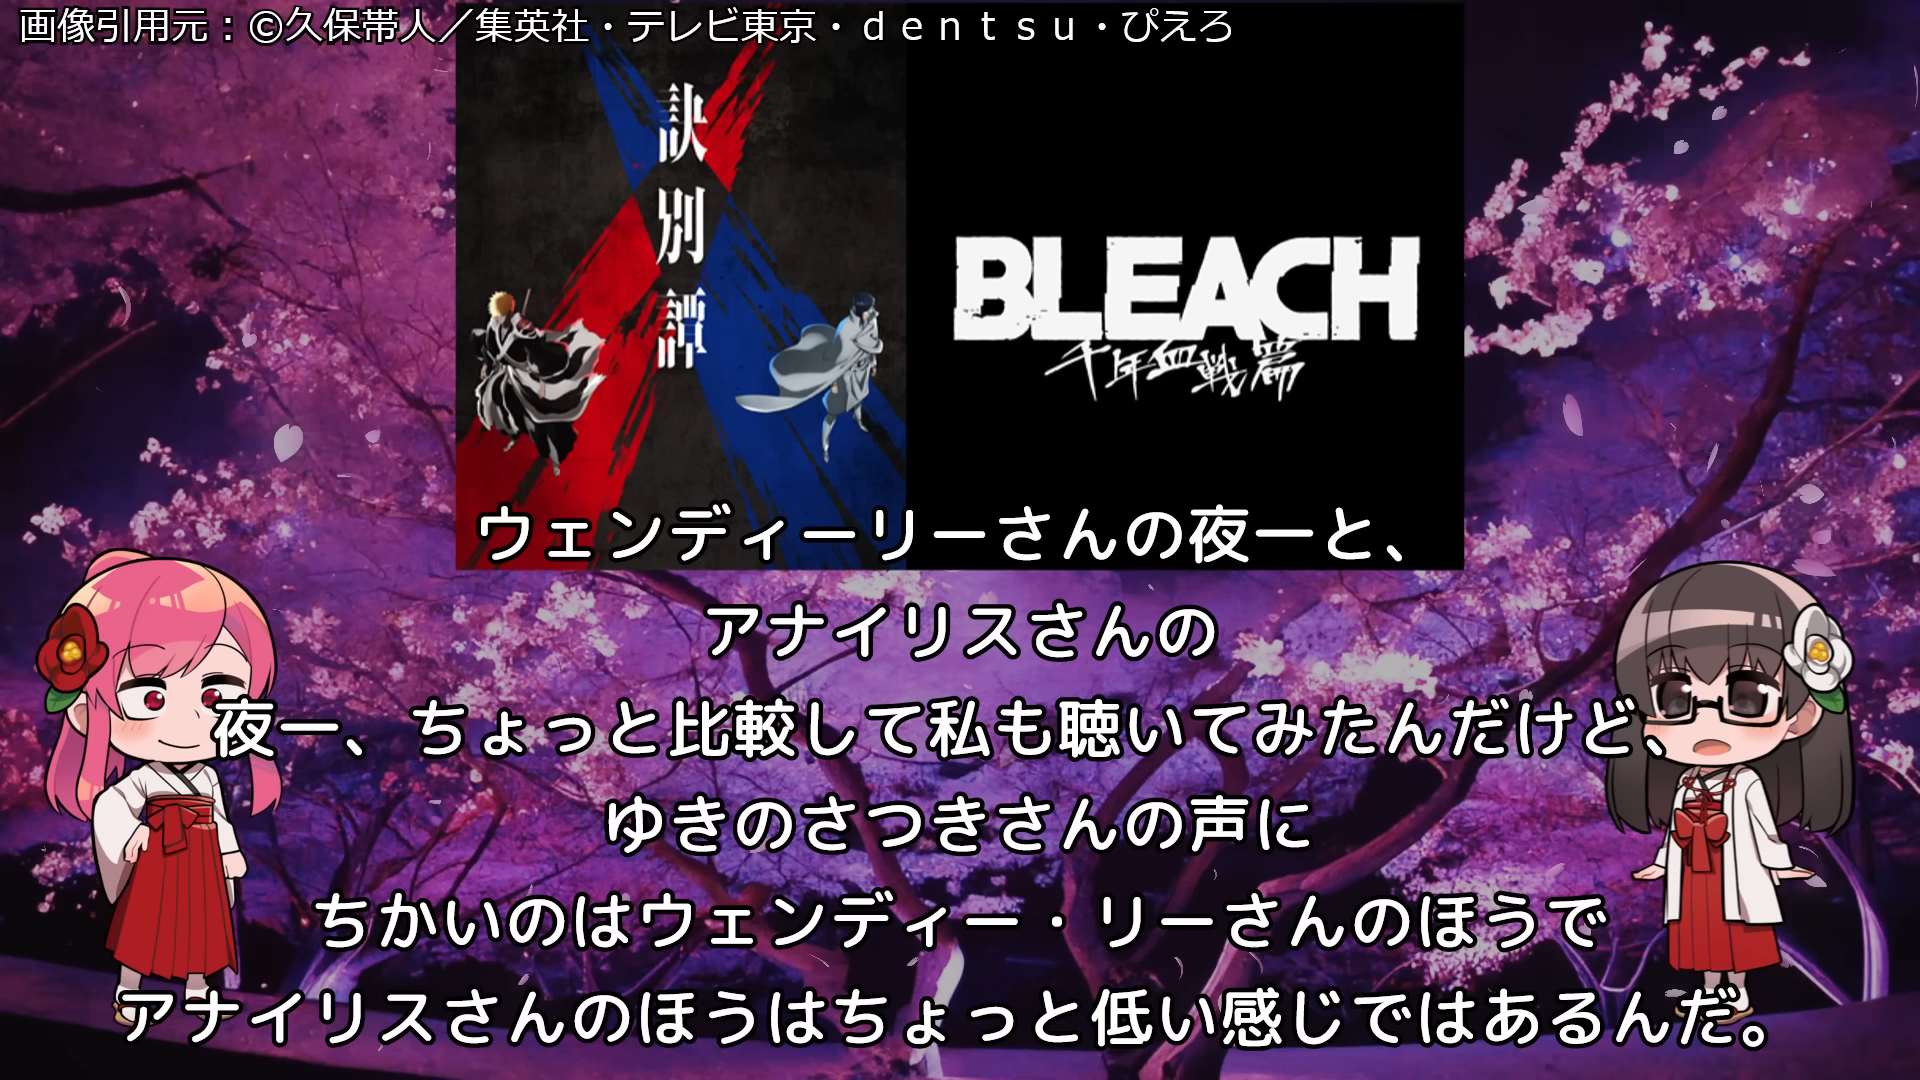 画像引用元：©久保帯人／集英社・テレビ東京・ｄｅｎｔｓｕ・ぴえろ
訣別譚
BLEACH
千年血戦篇
ウェンディーリーさんの夜一と、
アナイリスさんの
夜一、ちょっと比較して私も聴いてみたんだけど、
ゆきのさつきさんの声に
ちかいのはウェンディー・リーさんのほうで
アナイリスさんのほうはちょっと低い感じではあるんだ。